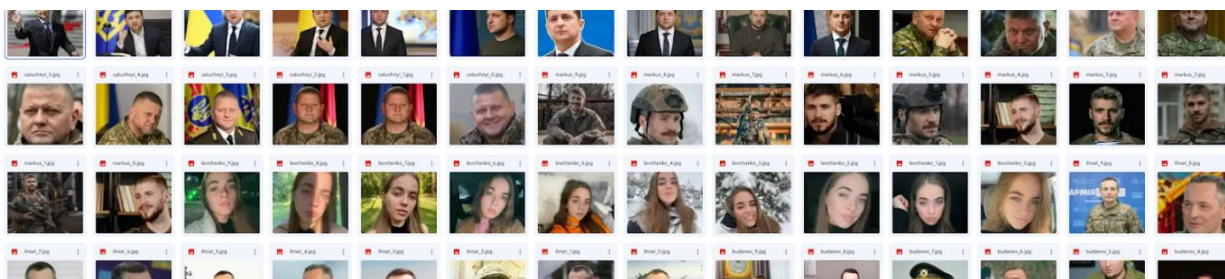 zaluzhnyi_5.jpg zaluzhnyi_4.jpg zaluzhnyi_3.jpg zaluzhnyi_2.jpg zaluzhnyi_1.jpg zaluzhnyi_0.jpg markus_9.jpg markus_8.jpg markus_7.jpg markus_6.jpg markus_5.jpg markus_4.jpg markus_3.jpg markus_2.jpg
markus_1.jpg markus_0.jpg levchenko_9.jpg levchenko_8.jpg levchenko_7.jpg levchenko_6.jpg levchenko_5.jpg levchenko_4.jpg levchenko_3.jpg levchenko_2.jpg levchenko_1.jpg levchenko_0.jpg ihnat_9.jpg ihnat_8.jpg
АРМІЯ
ihnat_7.jpg ihnat_6.jpg ihnat_5.jpg ihnat_4.jpg ihnat_3.jpg ihnat_2.jpg ihnat_1.jpg ihnat_0.jpg budanov_9.jpg budanov_8.jpg budanov_7.jpg budanov_6.jpg budanov_5.jpg budanov_4.jpg